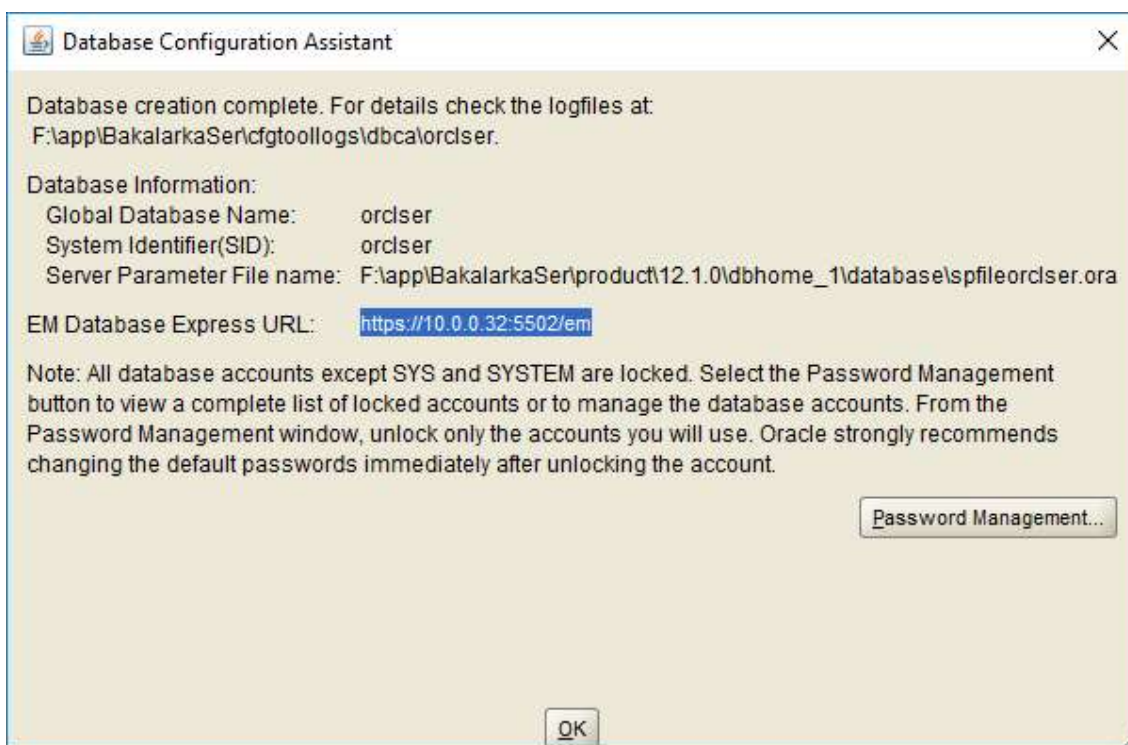 Database Configuration Assistant
Database creation complete. For details check the logfiles at:
F:\app\BakalarkaSer\cfgtoollogs\dbca\orclser.
Database Information:
Global Database Name: orclser
System Identifier(SID): orclser
Server Parameter File name: F:\app\BakalarkaSer\product\12.1.0\dbhome_1\database\spfileorclser.ora
EM Database Express URL: https://10.0.0.32:5502/em
Note: All database accounts except SYS and SYSTEM are locked. Select the Password Management
button to view a complete list of locked accounts or to manage the database accounts. From the
Password Management window, unlock only the accounts you will use. Oracle strongly recommends
changing the default passwords immediately after unlocking the account.
Password Management...
OK